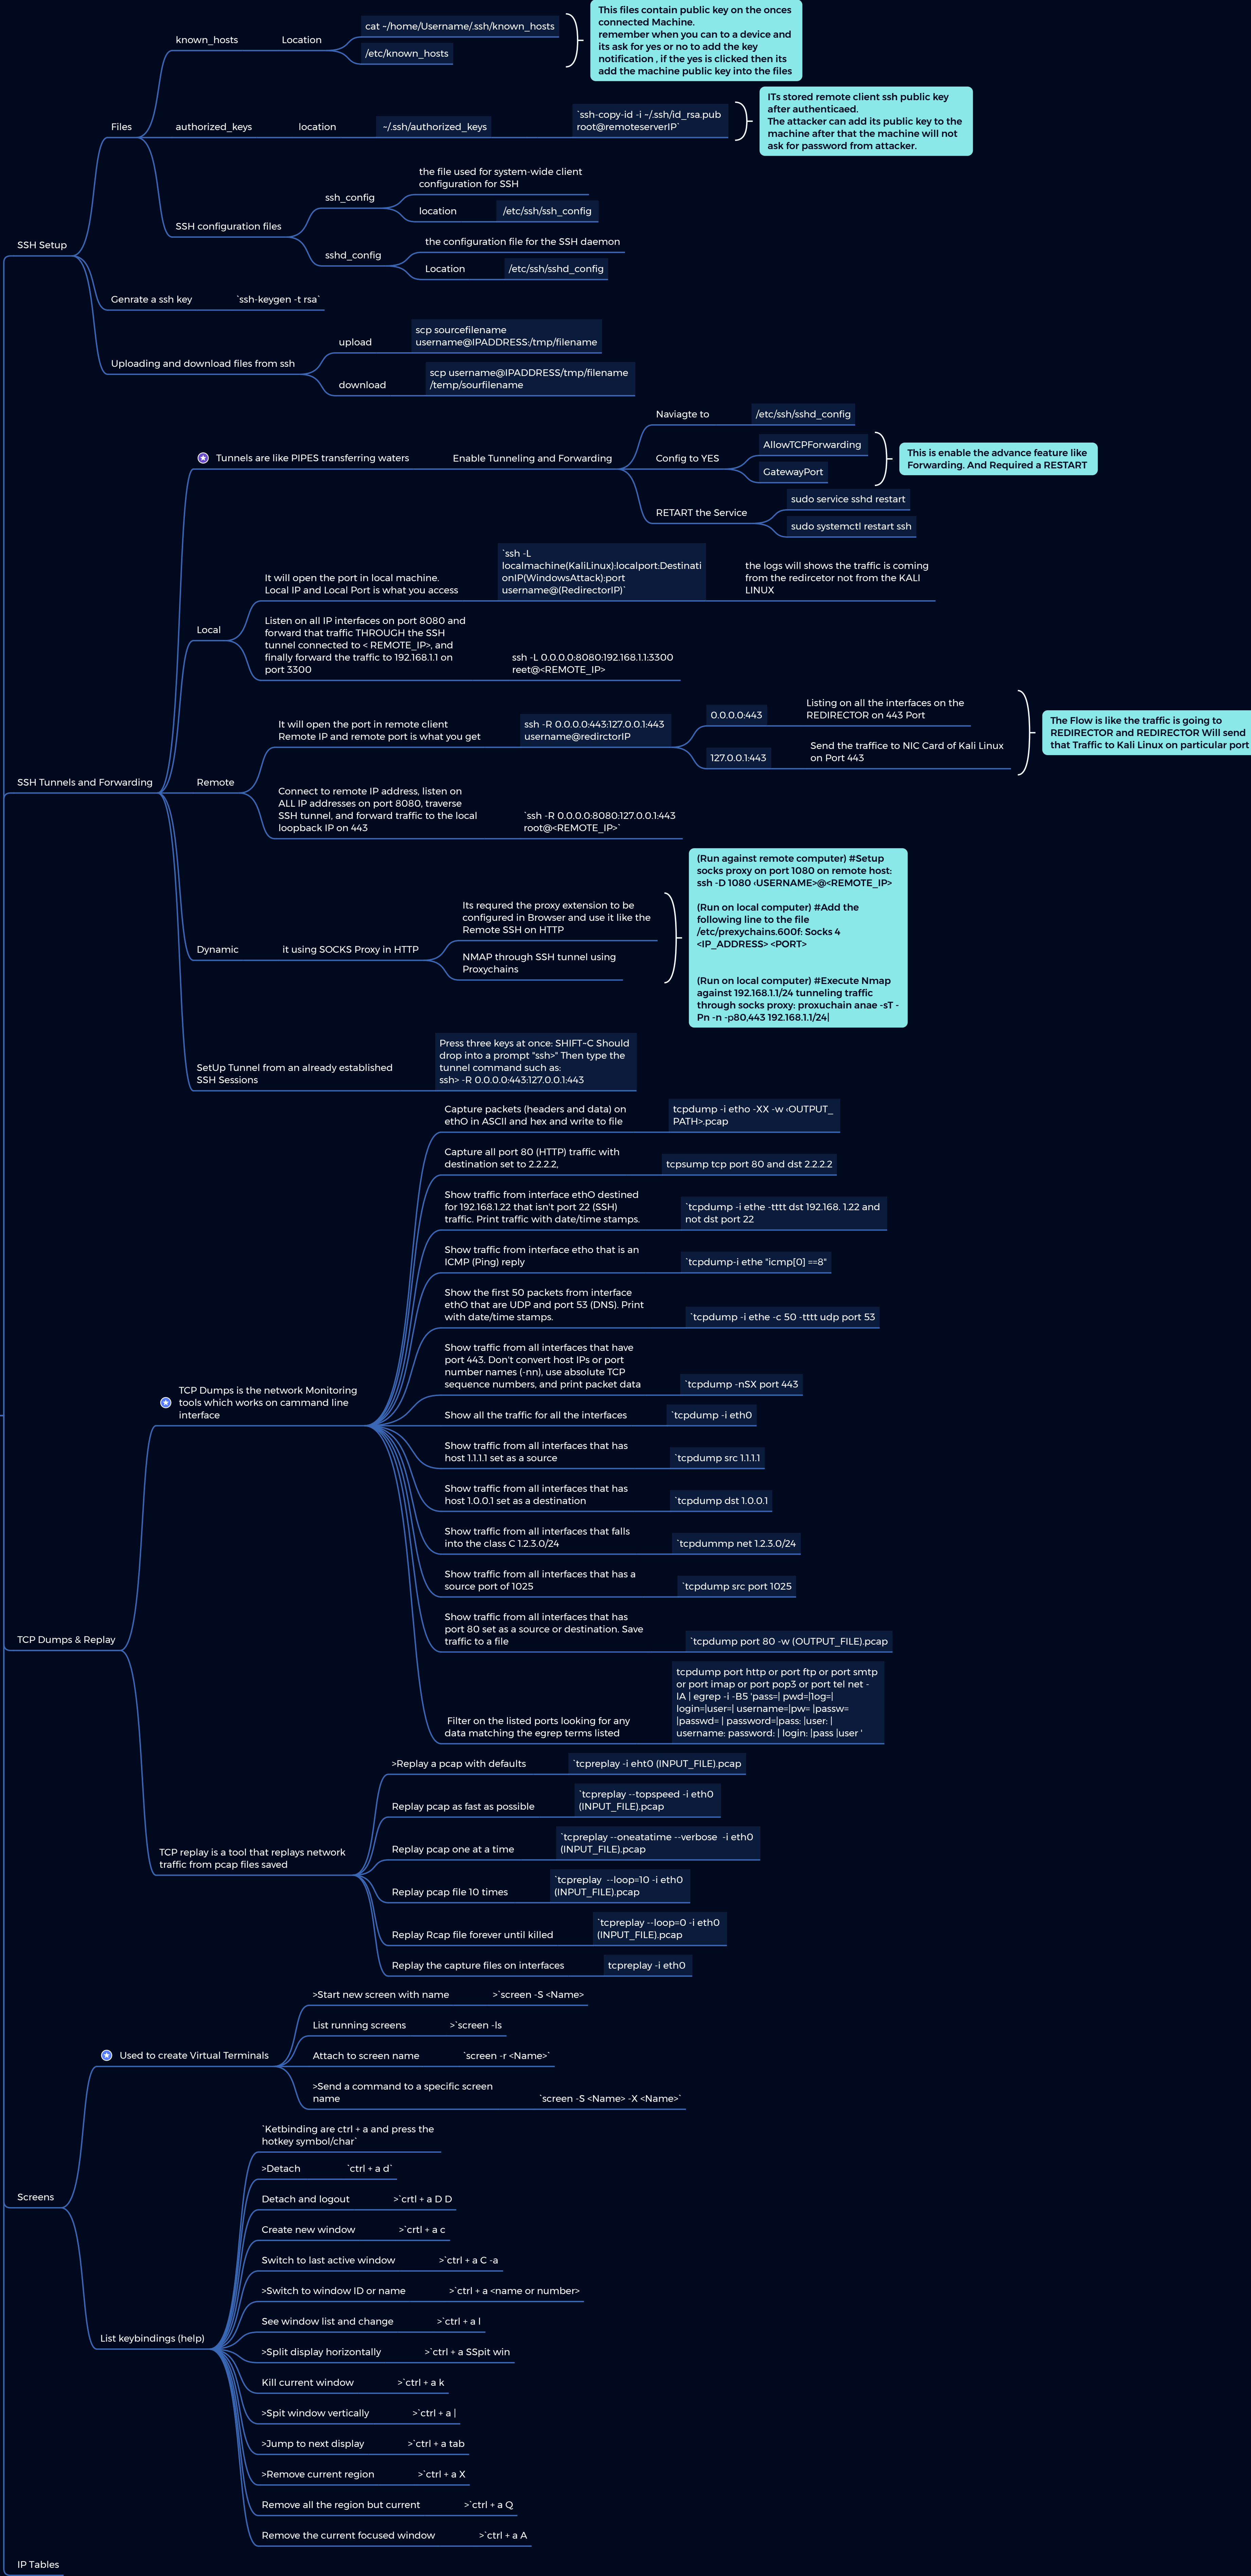 SSH Setup
Files
known_hosts
Location
cat ~/home/Username/.ssh/known_hosts
/etc/known_hosts
This files contain public key on the onces
connected Machine.
remember when you can to a device and
its ask for yes or no to add the key
notification , if the yes is clicked then its
add the machine public key into the files
authorized_keys
location
~/.ssh/authorized_keys
`ssh-copy-id -i ~/.ssh/id_rsa.pub
root@remoteserverIP`
ITs stored remote client ssh public key
after authenticaed.
The attacker can add its public key to the
machine after that the machine will not
ask for password from attacker.
SSH configuration files
ssh_config
the file used for system-wide client
configuration for SSH
location
/etc/ssh/ssh_config
sshd_config
the configuration file for the SSH daemon
Location
/etc/ssh/sshd_config
Genrate a ssh key
`ssh-keygen -t rsa`
Uploading and download files from ssh
upload
scp sourcefilename
username@IPADDRESS:/tmp/filename
download
scp username@IPADDRESS/tmp/filename
/temp/sourfilename
SSH Tunnels and Forwarding
Tunnels are like PIPES transferring waters
Enable Tunneling and Forwarding
Naviagte to
/etc/ssh/sshd_config
Config to YES
AllowTCPForwarding
GatewayPort
This is enable the advance feature like
Forwarding. And Required a RESTART
RETART the Service
sudo service sshd restart
sudo systemctl restart ssh
Local
It will open the port in local machine.
Local IP and Local Port is what you access
`ssh -L
localmachine(KaliLinux):localport:Destinati
onIP(WindowsAttack):port
username@(RedirectorIP)`
the logs will shows the traffic is coming
from the redircetor not from the KALI
LINUX
Listen on all IP interfaces on port 8080 and
forward that traffic THROUGH the SSH
tunnel connected to < REMOTE_IP>, and
finally forward the traffic to 192.168.1.1 on
port 3300
ssh -L 0.0.0.0:8080:192.168.1.1:3300
reet@<REMOTE_IP>
Remote
It will open the port in remote client
Remote IP and remote port is what you get
ssh -R 0.0.0.0:443:127.0.0.1:443
username@redirctorIP
0.0.0.0:443
Listing on all the interfaces on the
REDIRECTOR on 443 Port
127.0.0.1:443
Send the traffice to NIC Card of Kali Linux
on Port 443
The Flow is like the traffic is going to
REDIRECTOR and REDIRECTOR Will send
that Traffic to Kali Linux on particular port
Connect to remote IP address, listen on
ALL IP addresses on port 8080, traverse
SSH tunnel, and forward traffic to the local
loopback IP on 443
`ssh -R 0.0.0.0:8080:127.0.0.1:443
root@<REMOTE_IP>`
Dynamic
it using SOCKS Proxy in HTTP
Its requred the proxy extension to be
configured in Browser and use it like the
Remote SSH on HTTP
NMAP through SSH tunnel using
Proxychains
(Run against remote computer) #Setup
socks proxy on port 1080 on remote host:
ssh -D 1080 ‹USERNAME>@<REMOTE_IP>
(Run on local computer) #Add the
following line to the file
/etc/prexychains.600f: Socks 4
<IP_ADDRESS> <PORT>
(Run on local computer) #Execute Nmap
against 192.168.1.1/24 tunneling traffic
through socks proxy: proxuchain anae -sT -
Pn -n -p80,443 192.168.1.1/24|
SetUp Tunnel from an already established
SSH Sessions
Press three keys at once: SHIFT~C Should
drop into a prompt "ssh>" Then type the
tunnel command such as:
ssh> -R 0.0.0.0:443:127.0.0.1:443
TCP Dumps & Replay
TCP Dumps is the network Monitoring
tools which works on cammand line
interface
Capture packets (headers and data) on
ethO in ASCII and hex and write to file
tcpdump -i etho -XX -w ‹OUTPUT_
PATH>.pcap
Capture all port 80 (HTTP) traffic with
destination set to 2.2.2.2,
tcpsump tcp port 80 and dst 2.2.2.2
Show traffic from interface ethO destined
for 192.168.1.22 that isn't port 22 (SSH)
traffic. Print traffic with date/time stamps.
`tcpdump -i ethe -tttt dst 192.168. 1.22 and
not dst port 22
Show traffic from interface etho that is an
ICMP (Ping) reply
`tcpdump-i ethe "icmp[0] ==8"
Show the first 50 packets from interface
ethO that are UDP and port 53 (DNS). Print
with date/time stamps.
`tcpdump -i ethe -c 50 -tttt udp port 53
Show traffic from all interfaces that have
port 443. Don't convert host IPs or port
number names (-nn), use absolute TCP
sequence numbers, and print packet data
`tcpdump -nSX port 443
Show all the traffic for all the interfaces
`tcpdump -i eth0
Show traffic from all interfaces that has
host 1.1.1.1 set as a source
`tcpdump src 1.1.1.1
Show traffic from all interfaces that has
host 1.0.0.1 set as a destination
`tcpdump dst 1.0.0.1
Show traffic from all interfaces that falls
into the class C 1.2.3.0/24
`tcpdummp net 1.2.3.0/24
Show traffic from all interfaces that has a
source port of 1025
`tcpdump src port 1025
Show traffic from all interfaces that has
port 80 set as a source or destination. Save
traffic to a file
`tcpdump port 80 -w (OUTPUT_FILE).pcap
Filter on the listed ports looking for any
data matching the egrep terms listed
tcpdump port http or port ftp or port smtp
or port imap or port pop3 or port tel net -
IA | egrep -i -B5 'pass=| pwd=|1og=|
login=|user=| username=|pw= |passw=
|passwd= | password=|pass: |user: |
username: password: | login: |pass |user '
TCP replay is a tool that replays network
traffic from pcap files saved
>Replay a pcap with defaults
`tcpreplay -i eht0 (INPUT_FILE).pcap
Replay pcap as fast as possible
`tcpreplay --topspeed -i eth0
(INPUT_FILE).pcap
Replay pcap one at a time
`tcpreplay --oneatatime --verbose  -i eth0
(INPUT_FILE).pcap
Replay pcap file 10 times
`tcpreplay  --loop=10 -i eth0
(INPUT_FILE).pcap
Replay Rcap file forever until killed
`tcpreplay --loop=0 -i eth0
(INPUT_FILE).pcap
Replay the capture files on interfaces
tcpreplay -i eth0
Screens
Used to create Virtual Terminals
>Start new screen with name
>`screen -S <Name>
List running screens
>`screen -ls
Attach to screen name
`screen -r <Name>`
>Send a command to a specific screen
name
`screen -S <Name> -X <Name>`
List keybindings (help)
`Ketbinding are ctrl + a and press the
hotkey symbol/char`
>Detach
`ctrl + a d`
Detach and logout
>`crtl + a D D
Create new window
>`crtl + a c
Switch to last active window
>`ctrl + a C -a
>Switch to window ID or name
>`ctrl + a <name or number>
See window list and change
>`ctrl + a l
>Split display horizontally
>`ctrl + a SSpit win
Kill current window
>`ctrl + a k
>Spit window vertically
>`ctrl + a |
>Jump to next display
>`ctrl + a tab
>Remove current region
>`ctrl + a X
Remove all the region but current
>`ctrl + a Q
Remove the current focused window
>`ctrl + a A
IP Tables